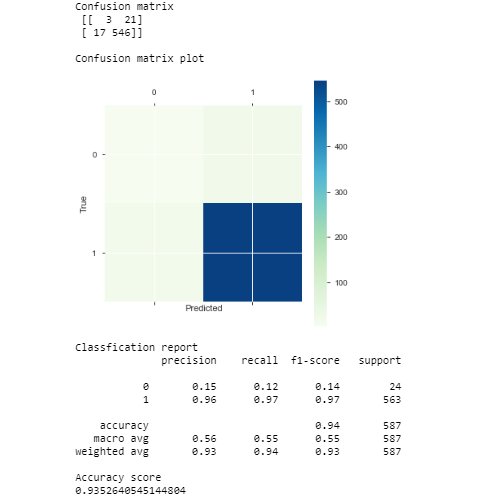 Confusion matrix
[[ 3 21]
[ 17 546]]
Confusion matrix plot
0 1
500
0
400
300
True
200
1
100
Predicted
Classfication report
precision recall f1-score support
0 0.15 0.12 0.14 24
1 0.96 0.97 0.97 563
accuracy 0.94 587
macro avg 0.56 0.55 0.55 587
weighted avg 0.93 0.94 0.93 587
Accuracy score
0.9352640545144804